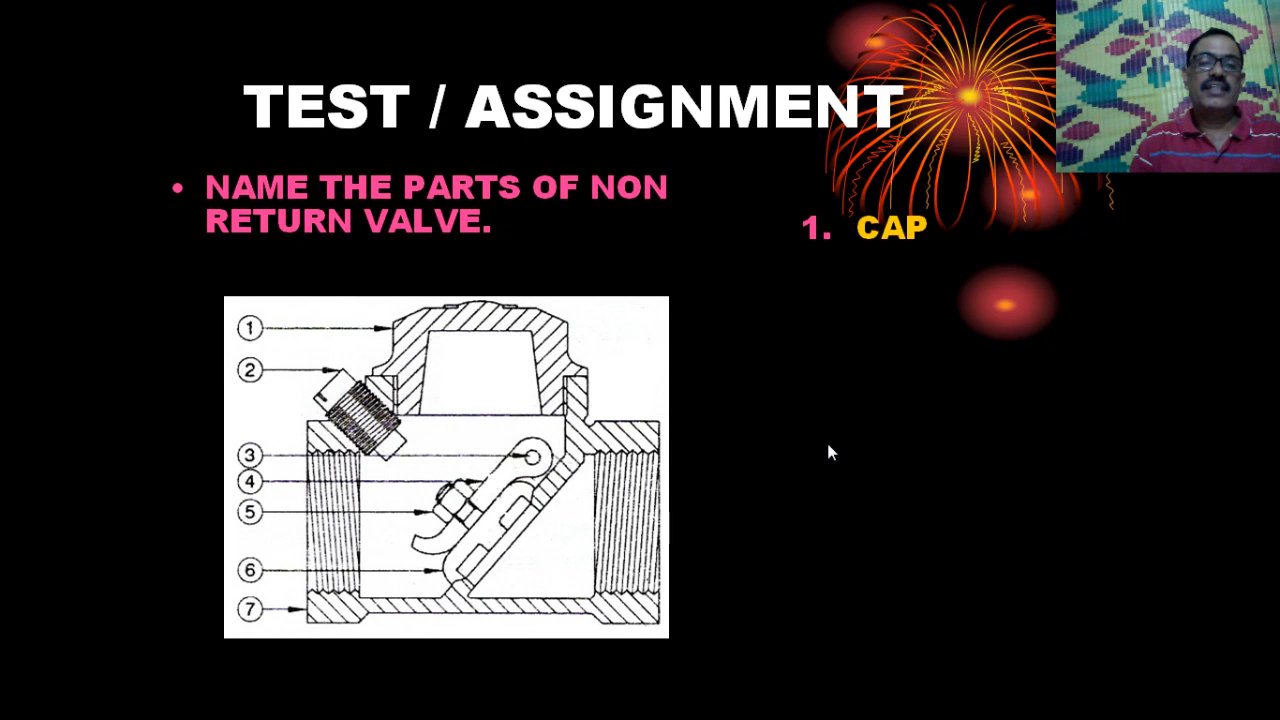 TEST / ASSIGNMENT
• NAME THE PARTS OF NON
RETURN VALVE.
1. CAP
1
2
3
4
5
6
7